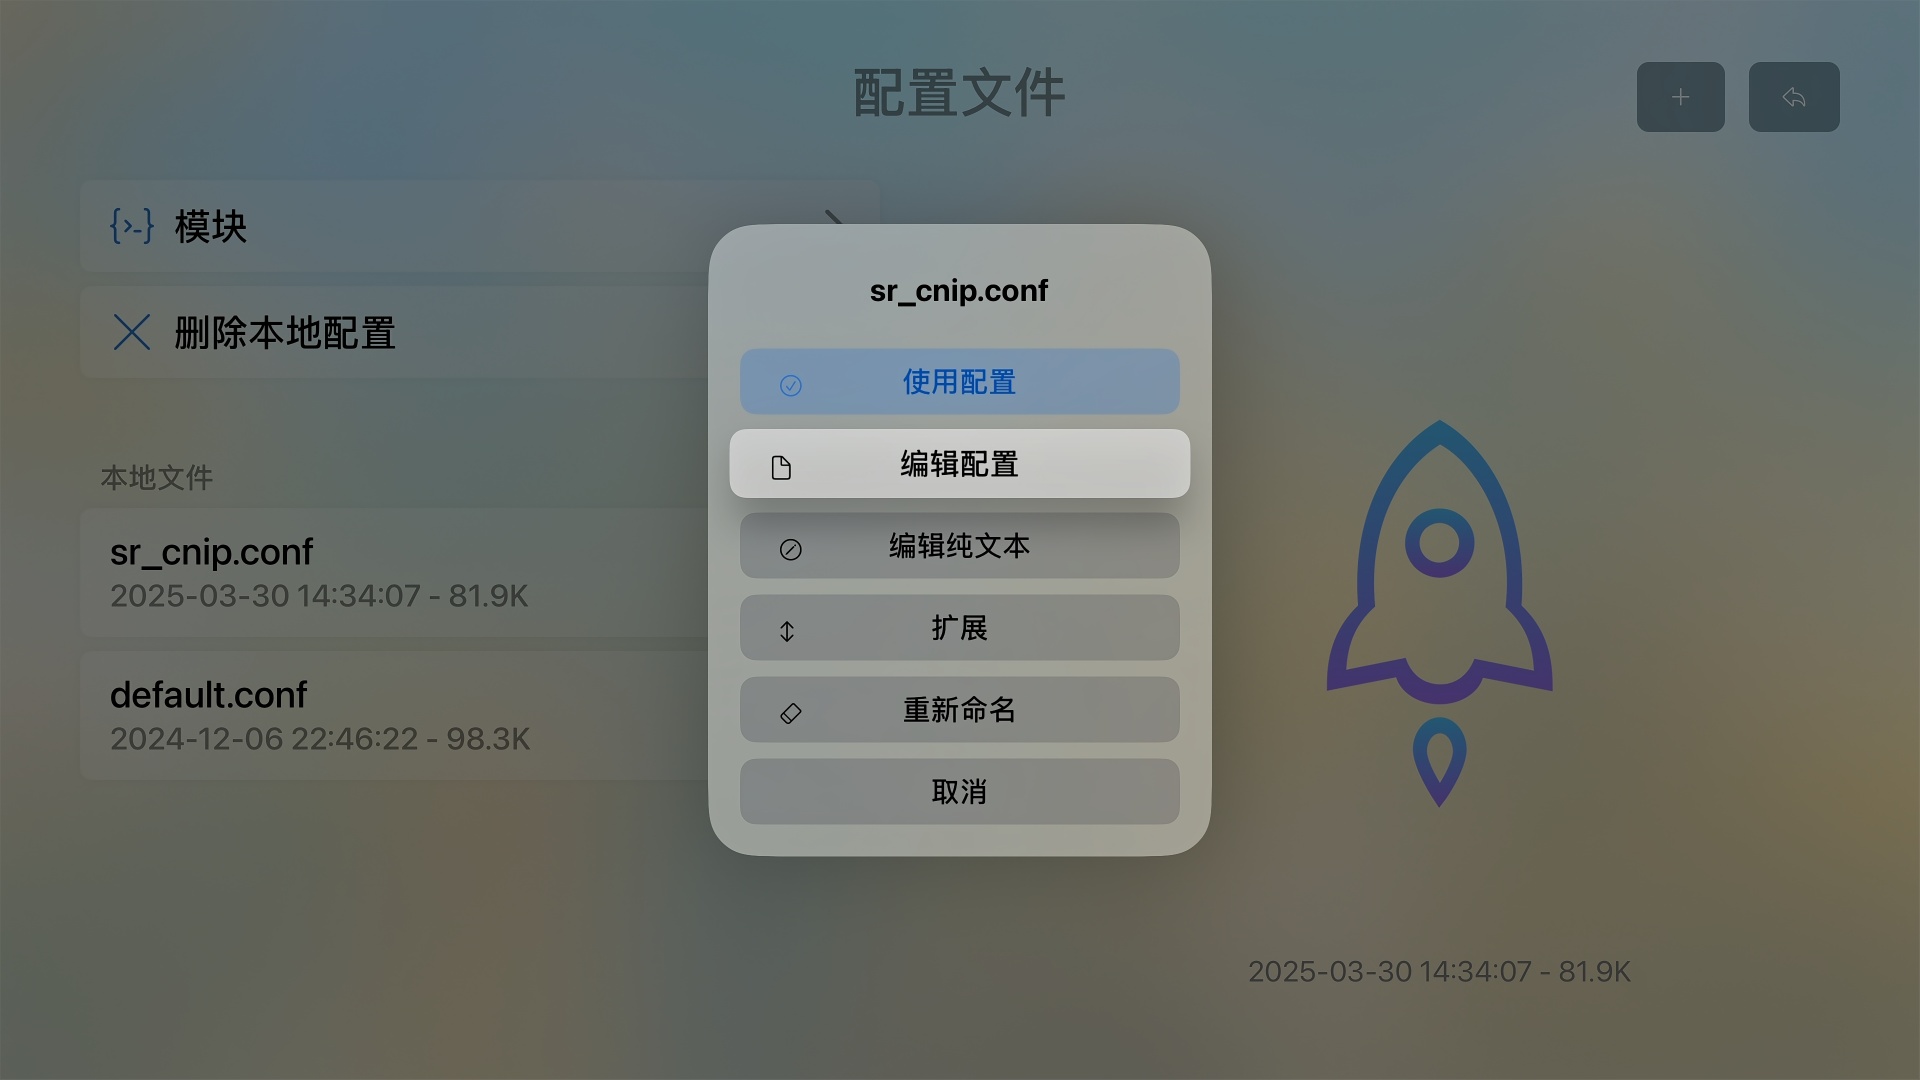 配置文件
模块
删除本地配置
本地文件
sr_cnip.conf
2025-03-30 14:34:07 - 81.9K
default.conf
2024-12-06 22:46:22 - 98.3K
sr_cnip.conf
使用配置
编辑配置
编辑纯文本
扩展
重新命名
取消
2025-03-30 14:34:07 - 81.9K